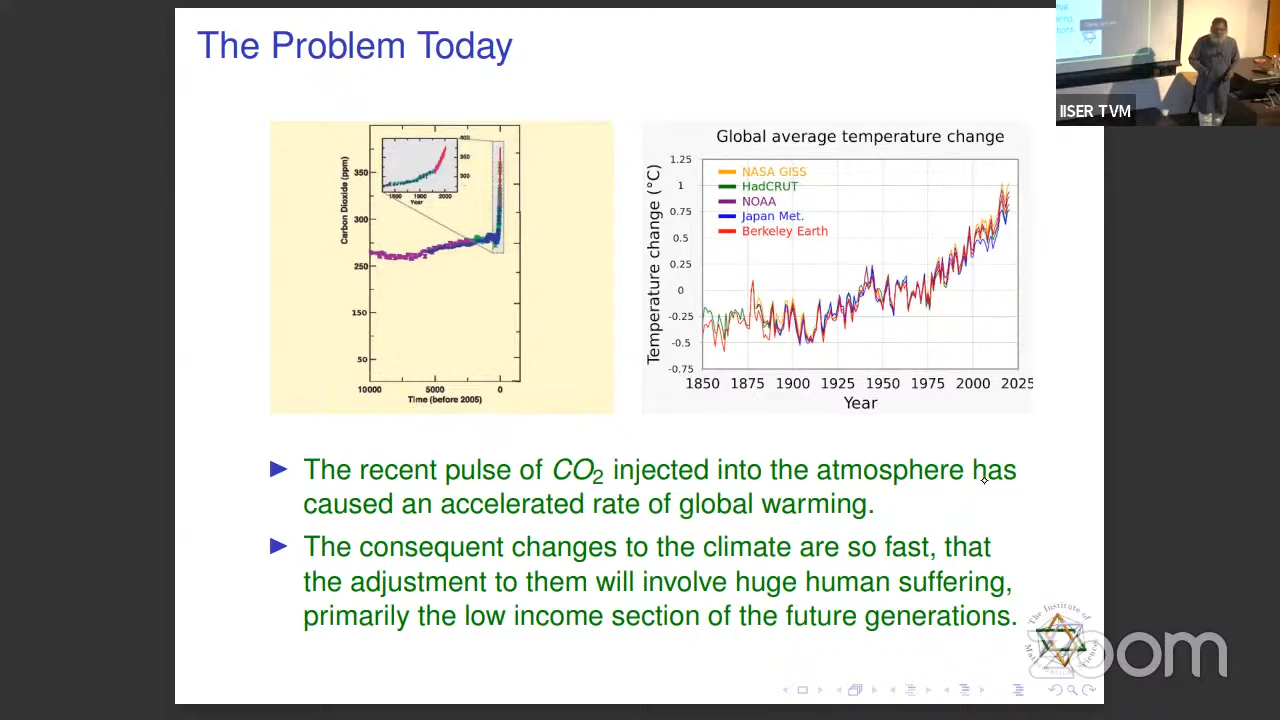 The Problem Today
IISER TVM
Carbon Dioxide (ppm)
350
300
250
150
50
10000
5000
0
Time (before 2005)
400
350
300
1800
1900
2000
Year
Global average temperature change
Temperature change (°C)
1.25
1
0.75
0.5
0.25
0
-0.25
-0.5
-0.75
NASA GISS
HadCRUT
NOAA
Japan Met.
Berkeley Earth
1850
1875
1900
1925
1950
1975
2000
2025
Year
The recent pulse of CO2 injected into the atmosphere has
caused an accelerated rate of global warming.
The consequent changes to the climate are so fast, that
the adjustment to them will involve huge human suffering,
primarily the low income section of the future generations.
The Institute of
zoom